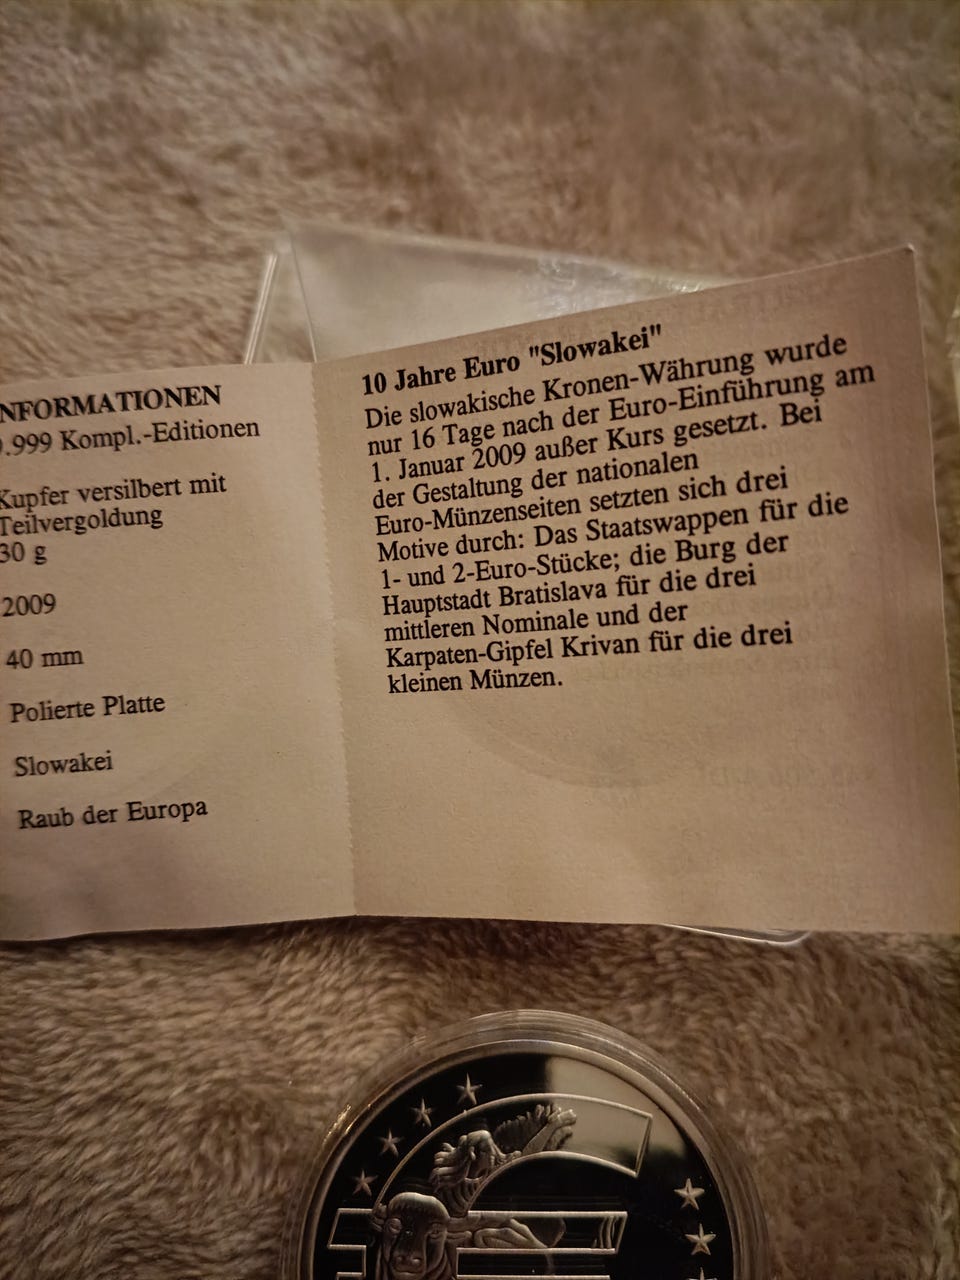 NFORMATIONEN
.999 Kompl.-Editionen
Kupfer versilbert mit
Teilvergoldung
30 g
2009
40 mm
Polierte Platte
Slowakei
Raub der Europa
10 Jahre Euro "Slowakei"
Die slowakische Kronen-Währung wurde
nur 16 Tage nach der Euro-Einführung am
1. Januar 2009 außer Kurs gesetzt. Bei
der Gestaltung der nationalen
Euro-Münzenseiten setzten sich drei
Motive durch: Das Staatswappen für die
1- und 2-Euro-Stücke; die Burg der
Hauptstadt Bratislava für die drei
mittleren Nominale und der
Karpaten-Gipfel Krivan für die drei
kleinen Münzen.